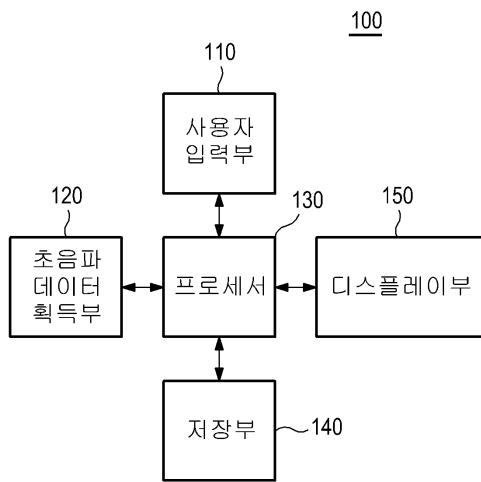 100
110
사용자
입력부
120
초음파
데이터
획득부
130
프로세서
150
디스플레이부
저장부
140